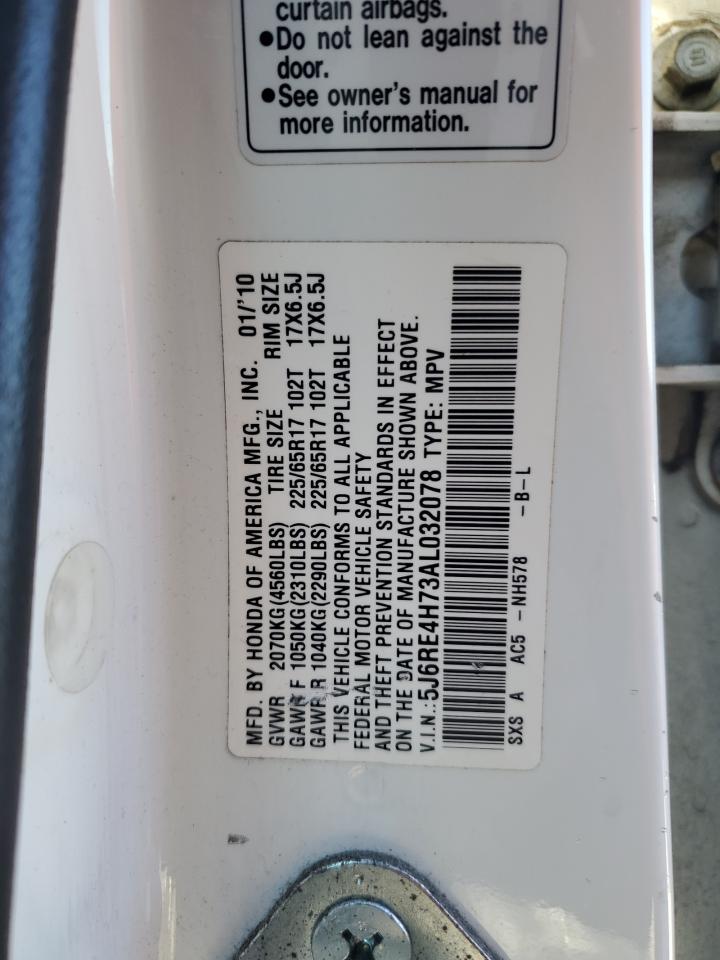 curtain airbags.
●Do not lean against the
door.
●See owner's manual for
more information.
MFD. BY HONDA OF AMERICA MFG., INC. 01/'10
GVWR 2070KG(4560LBS) TIRE SIZE RIM SIZE
GAWR F 1050KG(2310LBS) 225/65R17 102T 17X6.5J
GAWR R 1040KG(2290LBS) 225/65R17 102T 17X6.5J
THIS VEHICLE CONFORMS TO ALL APPLICABLE
FEDERAL MOTOR VEHICLE SAFETY
AND THEFT PREVENTION STANDARDS IN EFFECT
ON THE DATE OF MANUFACTURE SHOWN ABOVE.
V.I.N.:5J6RE4H73AL032078 TYPE: MPV
SXS A AC5 -NH578 -B-L